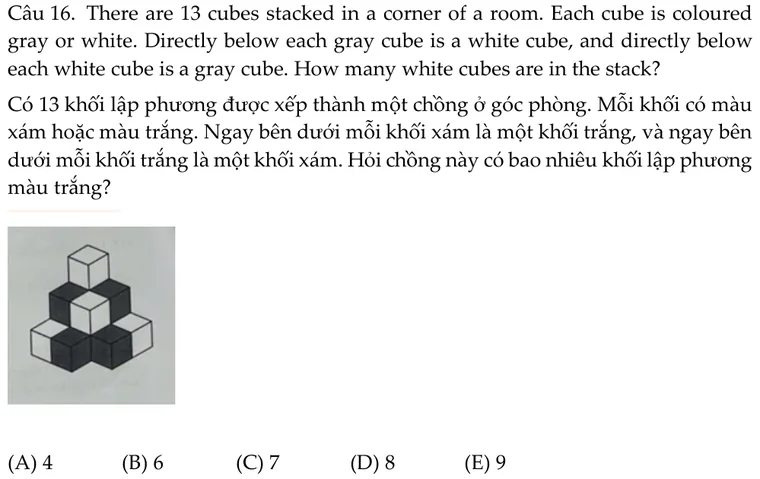 Câu 16. There are 13 cubes stacked in a corner of a room. Each cube is coloured
gray or white. Directly below each gray cube is a white cube, and directly below
each white cube is a gray cube. How many white cubes are in the stack?
Có 13 khối lập phương được xếp thành một chồng ở góc phòng. Mỗi khối có màu
xám hoặc màu trắng. Ngay bên dưới mỗi khối xám là một khối trắng, và ngay bên
dưới mỗi khối trắng là một khối xám. Hỏi chồng này có bao nhiêu khối lập phương
màu trắng?
(A) 4 (B) 6 (C) 7 (D) 8 (E) 9